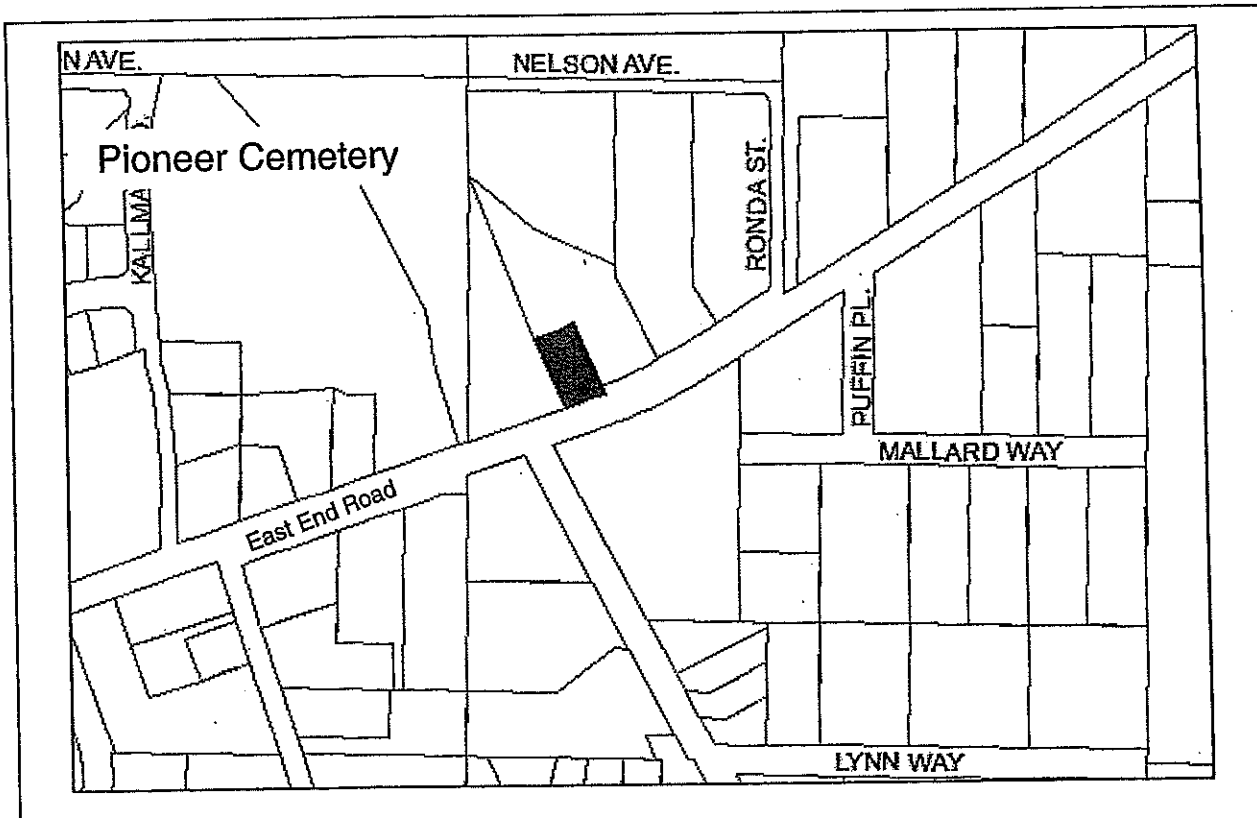 N AVE.
NELSON AVE.
Pioneer Cemetery
KALLMA
RONDA ST.
PUFFIN PL.
MALLARD WAY
East End Road
LYNN WAY